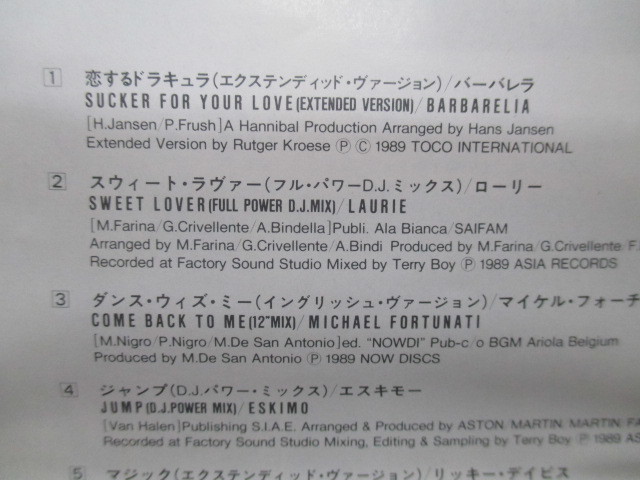 1 恋するドラキュラ(エクステンディッド・ヴァージョン)/バーバレラ
SUCKER FOR YOUR LOVE(EXTENDED VERSION)/BARBARELIA
[H.Jansen/P.Frush]A Hannibal Production Arranged by Hans Jansen
Extended Version by Rutger Kroese Ⓟ Ⓒ 1989 TOCO INTERNATIONAL
2 スウィート・ラヴァー(フル・パワーD.J.ミックス)/ローリー
SWEET LOVER(FULL POWER D.J.MIX)/LAURIE
[M.Farina/G.Crivellente/A.Bindella]Publi. Ala Bianca/SAIFAM
Arranged by M.Farina/G.Crivellente/A.Bindi Produced by M.Farina/G.Crivellente/F.
Recorded at Factory Sound Studio Mixed by Terry Boy Ⓟ 1989 ASIA RECORDS
3 ダンス・ウィズ・ミー(イングリッシュ・ヴァージョン)/マイケル・フォーチ
COME BACK TO ME(12"MIX)/MICHAEL FORTUNATI
[M.Nigro/P.Nigro/M.De San Antonio]ed. "NOWDI" Pub-c/o BGM Ariola Belgium
Produced by M.De San Antonio Ⓟ 1989 NOW DISCS
4 ジャンプ(D.J.パワー・ミックス)/エスキモー
JUMP(D.J.POWER MIX)/ESKIMO
[Van Halen]Publishing S.I.A.E. Arranged & Produced by ASTON/MARTIN, MARTIN, FA
Recorded at Factory Sound Studio Mixing, Editing & Sampling by Terry Boy Ⓟ 1989 AS
5 マジック(エクステンディッド・ヴァージョン)/リッキー・デイビス